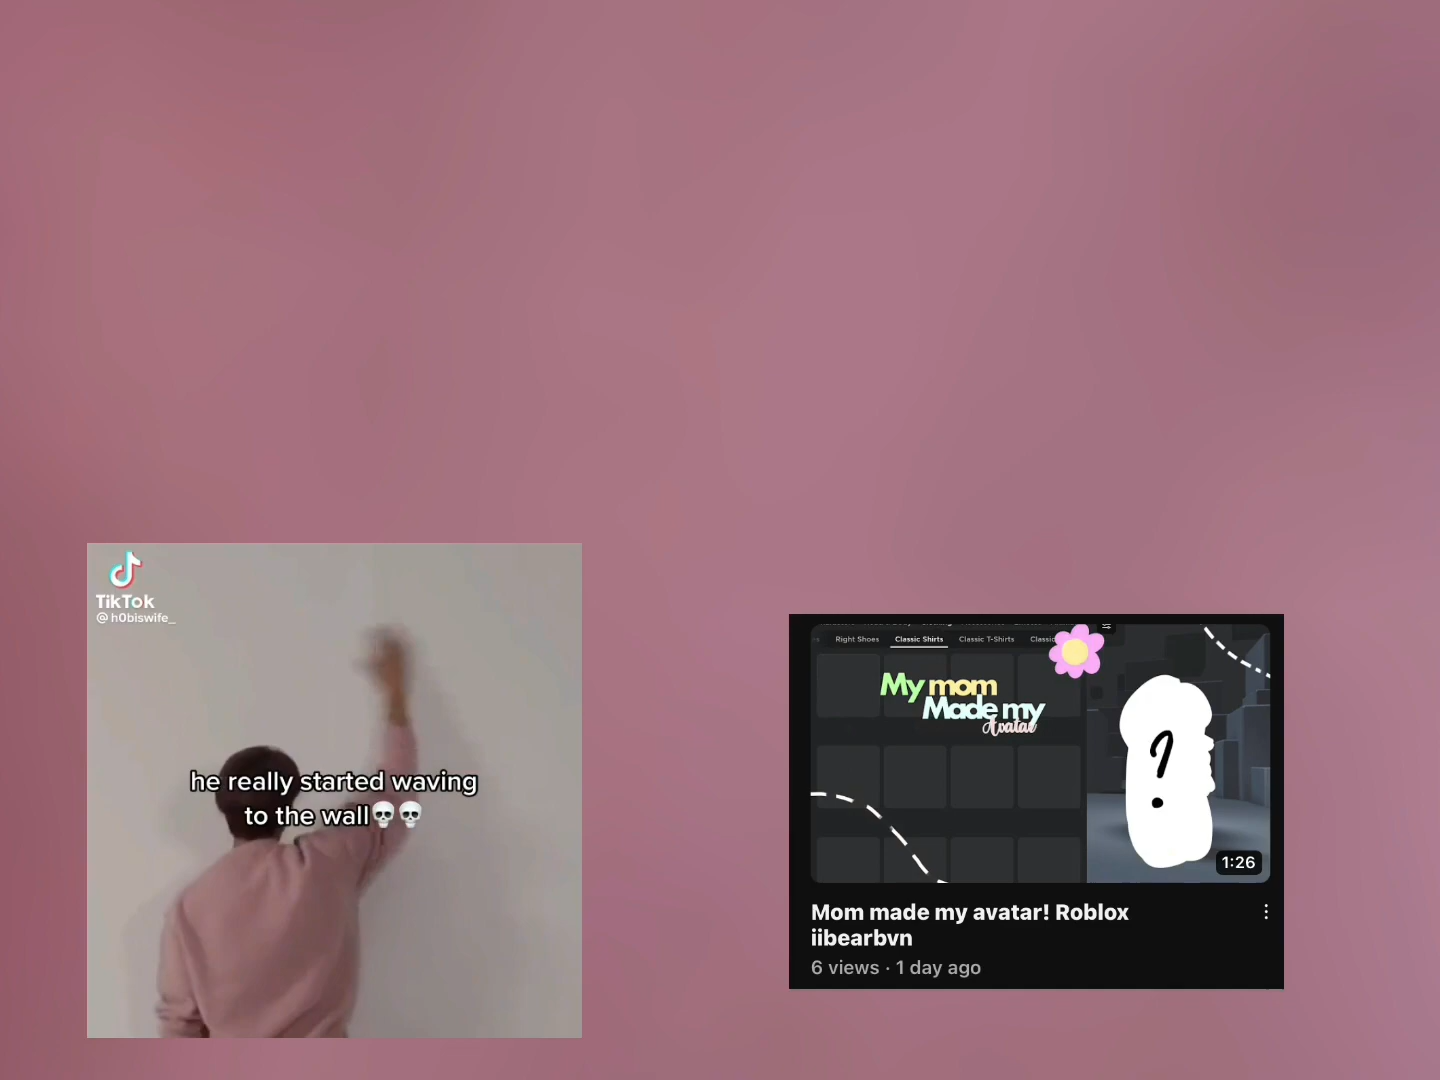 TikTok
@h0biswife_
he really started waving
to the wall💀💀
Right Shoes
Classic Shirts
Classic T-Shirts
My mom
Made my
Avatar
?
1:26
Mom made my avatar! Roblox
iibearbvn
6 views · 1 day ago